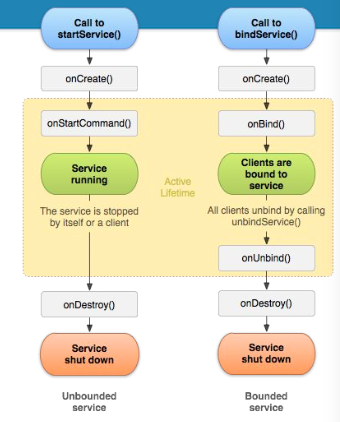 Call to
startService()
onCreate()
onStartCommand()
Service
running
The service is stopped
by itself or a client
onDestroy()
Service
shut down
Unbounded
service
Active
Lifetime
Call to
bindService()
onCreate()
onBind()
Clients are
bound to
service
All clients unbind by calling
unbindService()
onUnbind()
onDestroy()
Service
shut down
Bounded
service